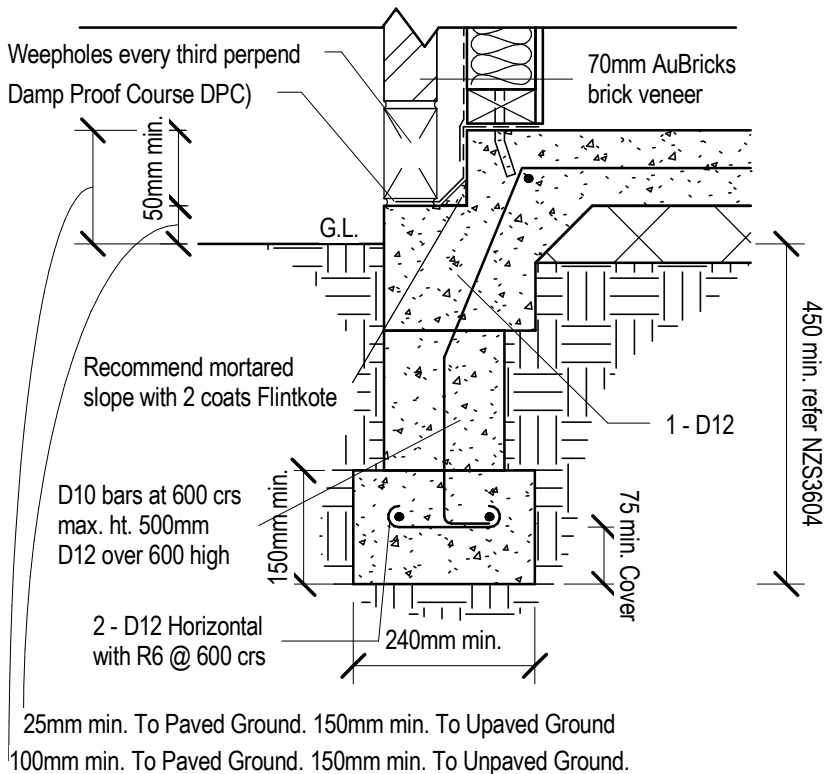 Weepholes every third perpend
Damp Proof Course DPC)
70mm AuBricks
brick veneer
50mm min.
G.L.
Recommend mortared
slope with 2 coats Flintkote
450 min. refer NZS3604
1 - D12
D10 bars at 600 crs
max. ht. 500mm
D12 over 600 high
150mm min.
75 min. Cover
2 - D12 Horizontal
with R6 @ 600 crs
240mm min.
25mm min. To Paved Ground. 150mm min. To Upaved Ground
100mm min. To Paved Ground. 150mm min. To Unpaved Ground.